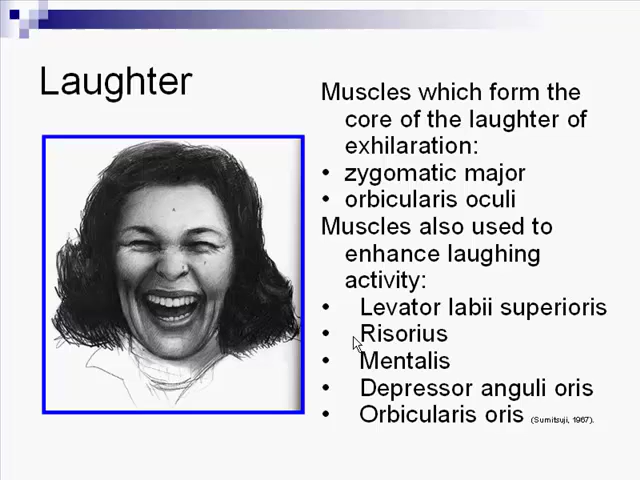 Laughter
Muscles which form the
core of the laughter of
exhilaration:
• zygomatic major
• orbicularis oculi
Muscles also used to
enhance laughing
activity:
• Levator labii superioris
• Risorius
• Mentalis
• Depressor anguli oris
• Orbicularis oris (Sumitsuji, 1967).